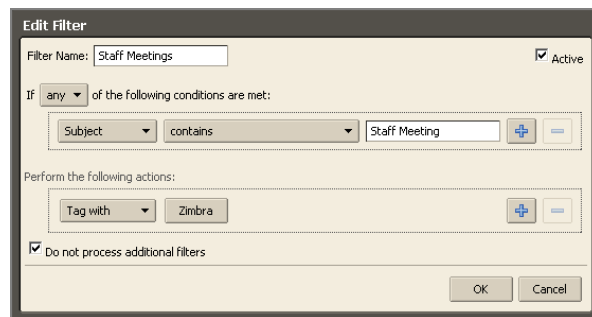 Edit Filter
Filter Name: Staff Meetings Active
If any of the following conditions are met:
Subject contains Staff Meeting
Perform the following actions:
Tag with Zimbra
Do not process additional filters
OK Cancel